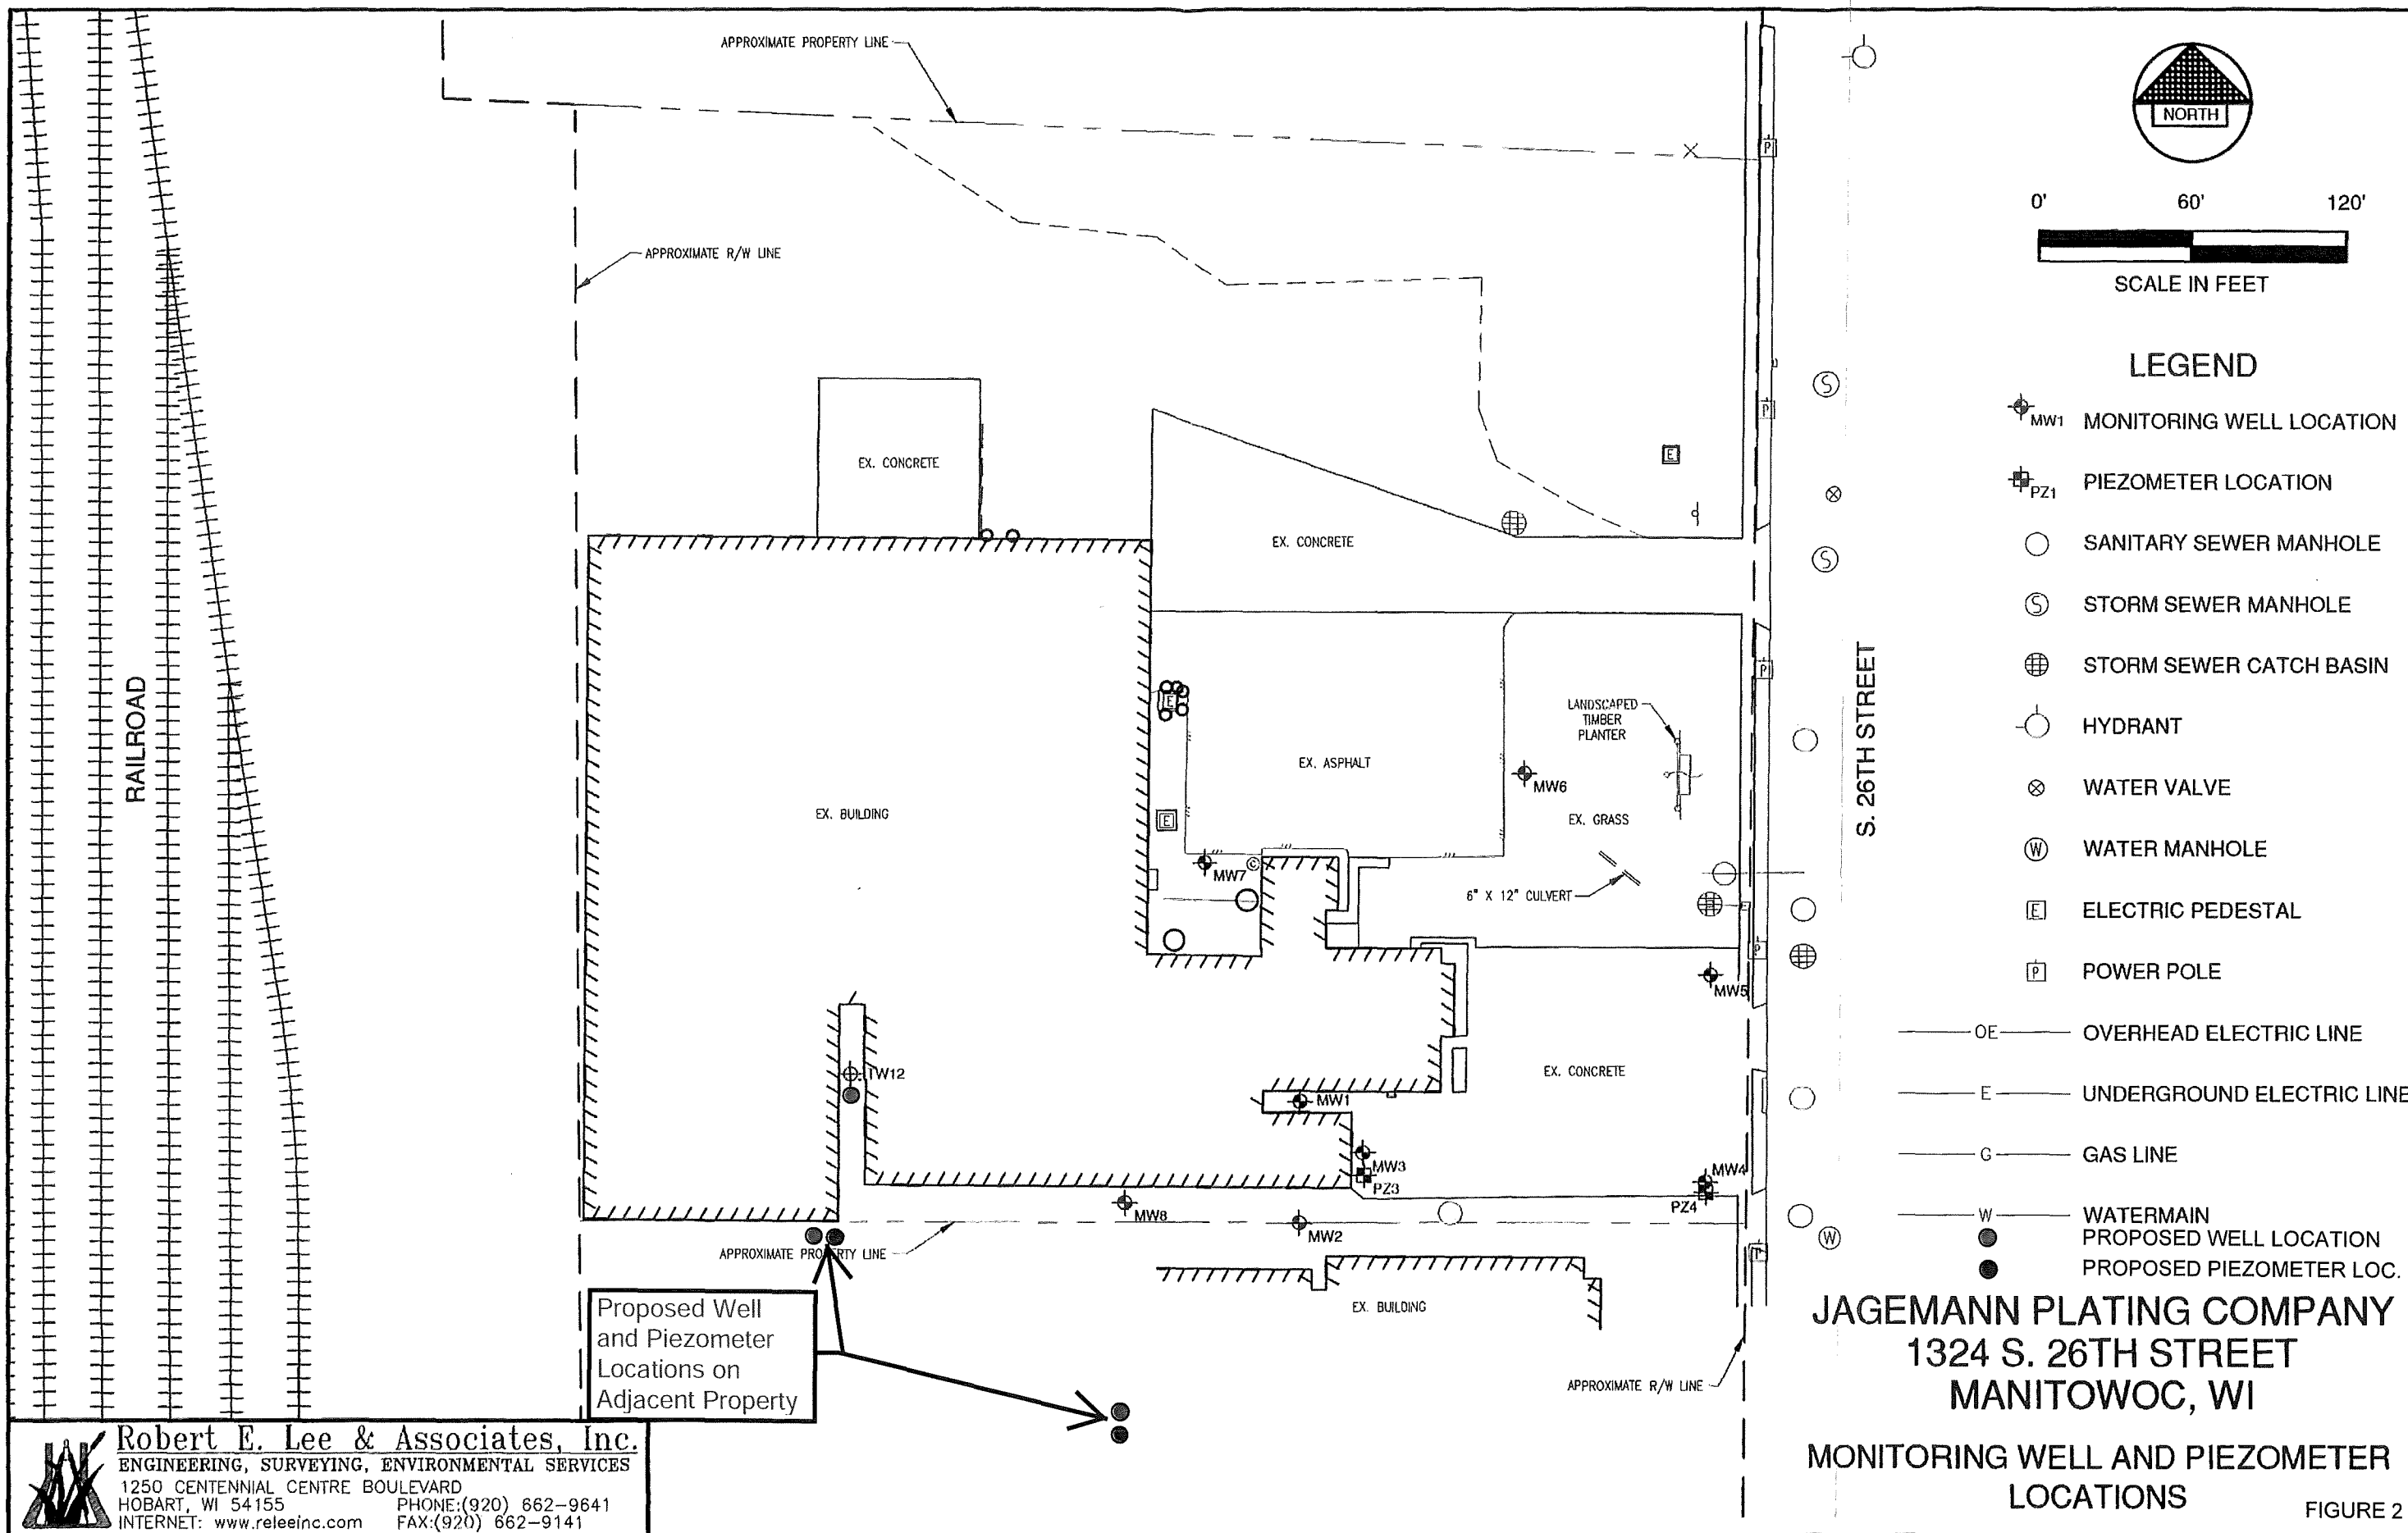 APPROXIMATE PROPERTY LINE
APPROXIMATE R/W LINE
RAILROAD
EX. CONCRETE
EX. CONCRETE
EX. BUILDING
EX. ASPHALT
LANDSCAPED
TIMBER
PLANTER
MW6
EX. GRASS
6" X 12" CULVERT
MW7
C
E
E
E
P
P
P
P
P
S
S
W
S. 26TH STREET
MW5
TW12
MW1
EX. CONCRETE
MW3
PZ3
MW4
PZ4
MW8
MW2
APPROXIMATE PROPERTY LINE
EX. BUILDING
APPROXIMATE R/W LINE
Proposed Well
and Piezometer
Locations on
Adjacent Property
NORTH
0' 60' 120'
SCALE IN FEET
LEGEND
MW1 MONITORING WELL LOCATION
PZ1 PIEZOMETER LOCATION
SANITARY SEWER MANHOLE
S STORM SEWER MANHOLE
STORM SEWER CATCH BASIN
HYDRANT
WATER VALVE
W WATER MANHOLE
E ELECTRIC PEDESTAL
P POWER POLE
OE OVERHEAD ELECTRIC LINE
E UNDERGROUND ELECTRIC LINE
G GAS LINE
W WATERMAIN
PROPOSED WELL LOCATION
PROPOSED PIEZOMETER LOC.
JAGEMANN PLATING COMPANY
1324 S. 26TH STREET
MANITOWOC, WI
MONITORING WELL AND PIEZOMETER
LOCATIONS
FIGURE 2
Robert E. Lee & Associates, Inc.
ENGINEERING, SURVEYING, ENVIRONMENTAL SERVICES
1250 CENTENNIAL CENTRE BOULEVARD
HOBART, WI 54155 PHONE:(920) 662-9641
INTERNET: www.releeinc.com FAX:(920) 662-9141